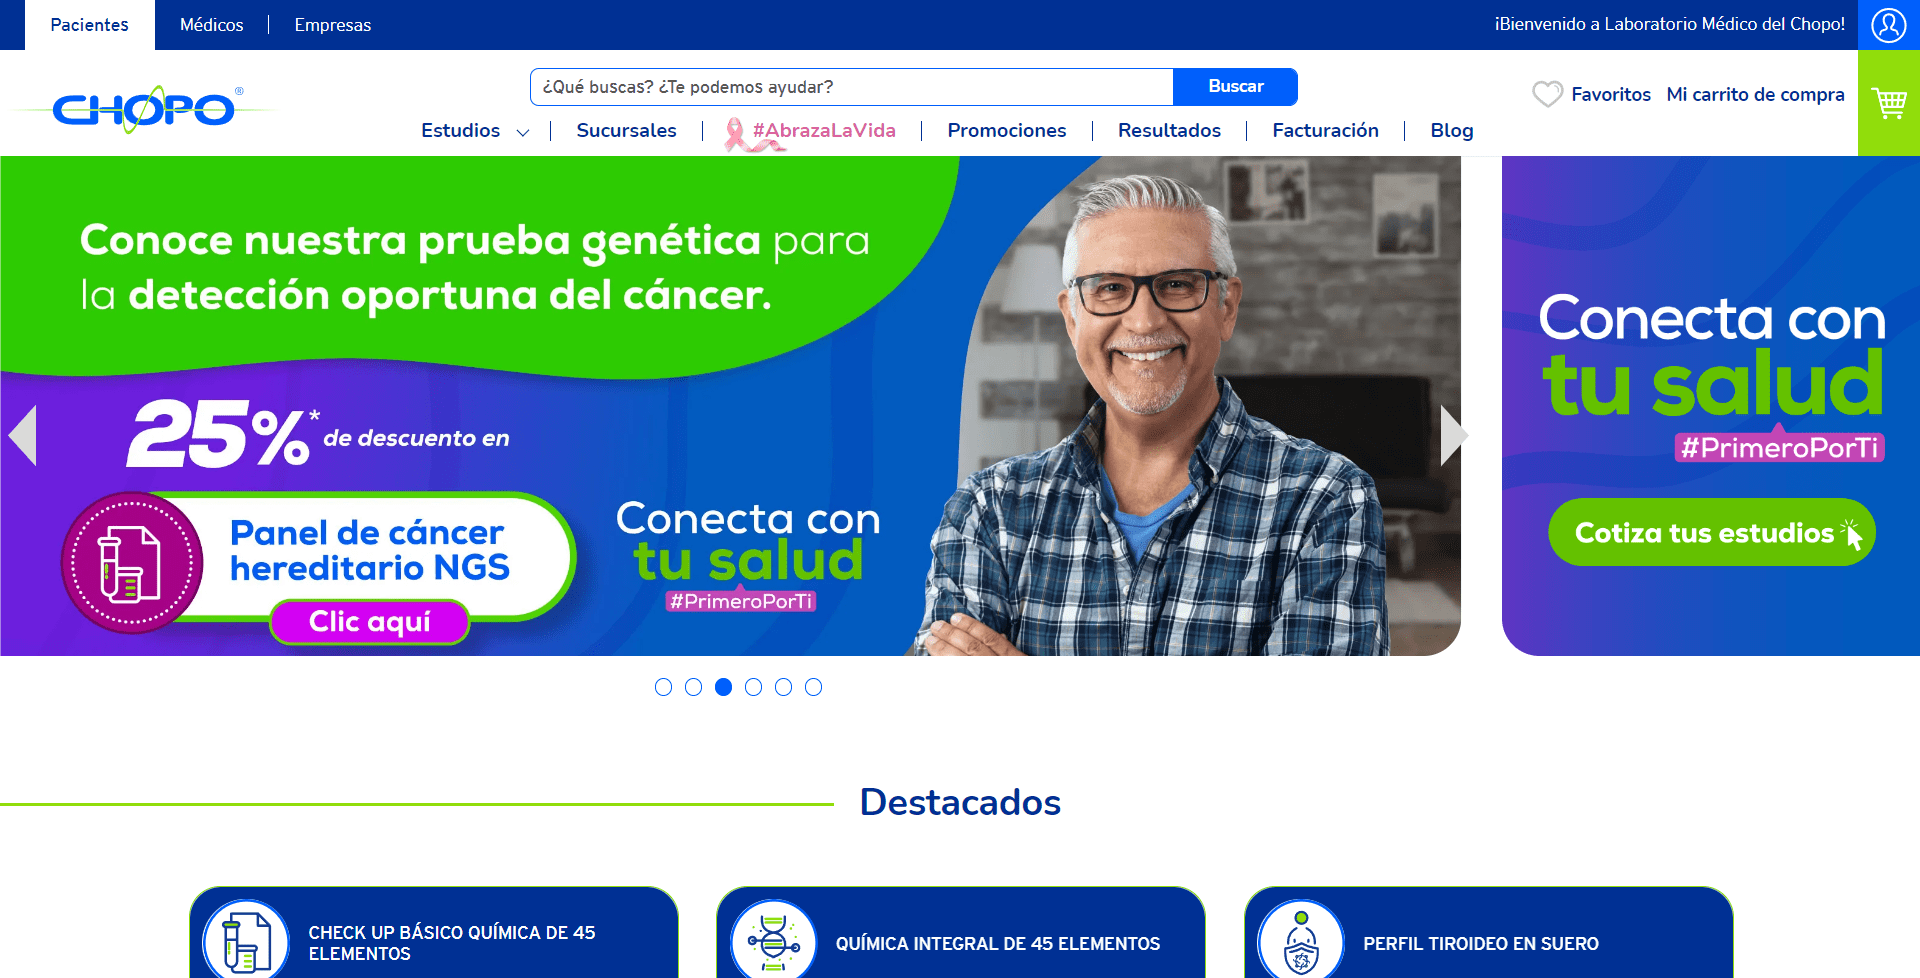 Pacientes
Médicos
Empresas
¡Bienvenido a Laboratorio Médico del Chopo!
CHOPO®
¿Qué buscas? ¿Te podemos ayudar?
Buscar
Favoritos
Mi carrito de compra
Estudios
Sucursales
#AbrazaLaVida
Promociones
Resultados
Facturación
Blog
Conoce nuestra prueba genética para
la detección oportuna del cáncer.
25%* de descuento en
Panel de cáncer
hereditario NGS
Clic aquí
Conecta con
tu salud
#PrimeroPorTi
Conecta con
tu salud
#PrimeroPorTi
Cotiza tus estudios
Destacados
CHECK UP BÁSICO QUÍMICA DE 45
ELEMENTOS
QUÍMICA INTEGRAL DE 45 ELEMENTOS
PERFIL TIROIDEO EN SUERO